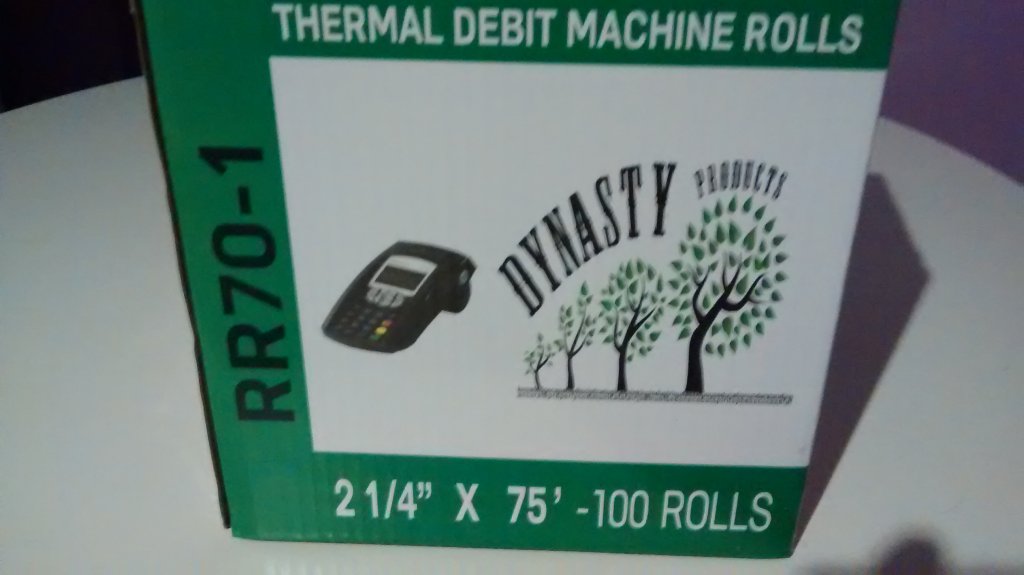 THERMAL DEBIT MACHINE ROLLS
RR70-1
DYNASTY PRODUCTS
2 1/4” X 75’ -100 ROLLS